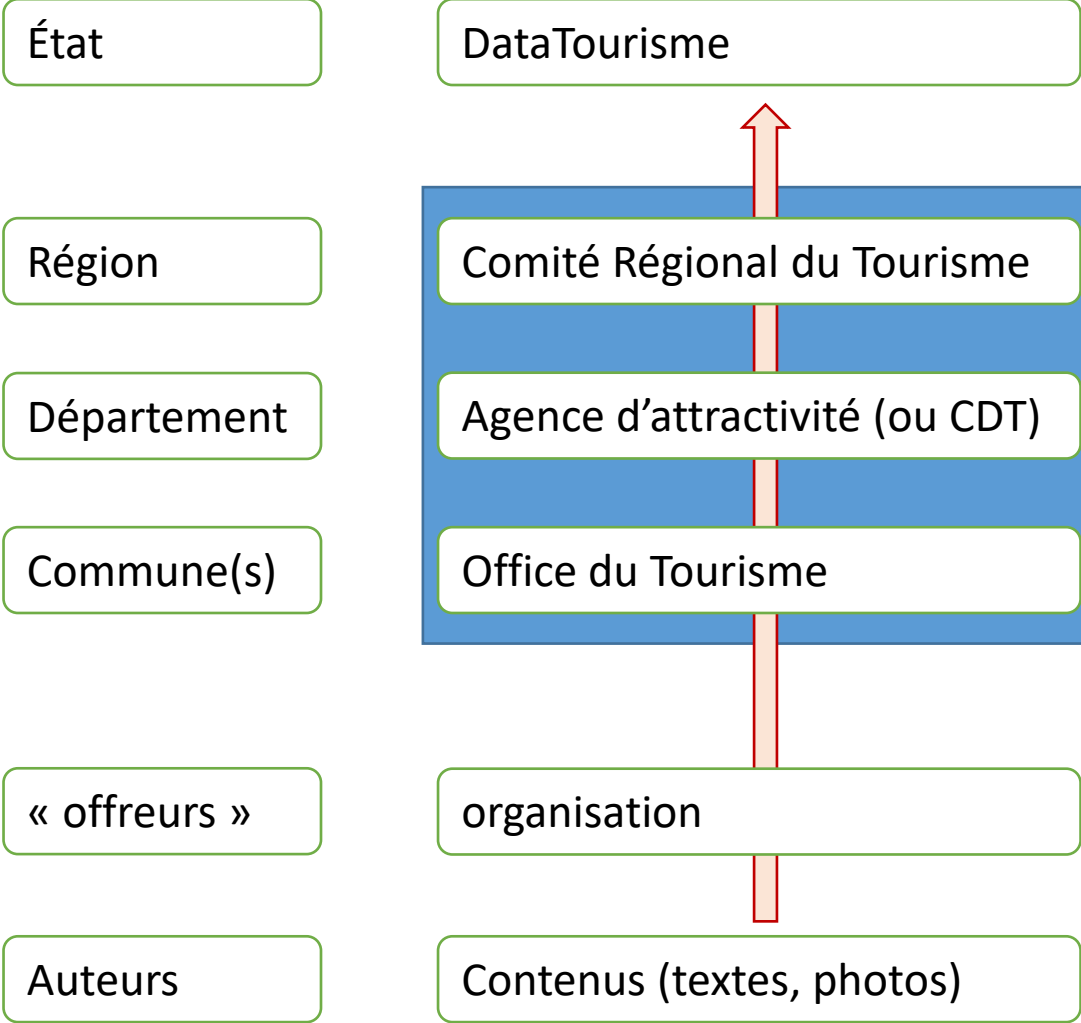 État
DataTourisme
Région
Comité Régional du Tourisme
Département
Agence d’attractivité (ou CDT)
Commune(s)
Office du Tourisme
« offreurs »
organisation
Auteurs
Contenus (textes, photos)